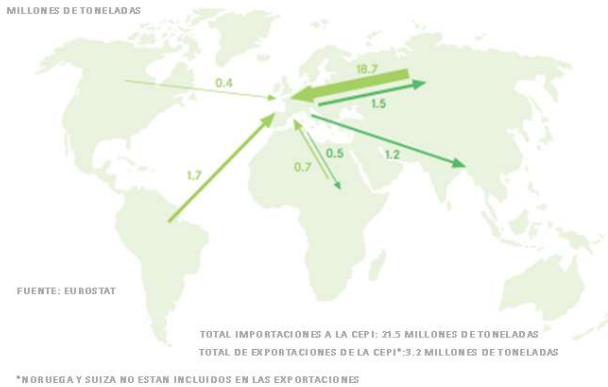 MILLONES DE TONELADAS
18.7
0.4
1.5
0.5
1.2
0.7
1.7
FUENTE: EUROSTAT
TOTAL IMPORTACIONES A LA CEPI: 21.5 MILLONES DE TONELADAS
TOTAL DE EXPORTACIONES DE LA CEPI*:3.2 MILLONES DE TONELADAS
*NORUEGA Y SUIZA NO ESTAN INCLUIDOS EN LAS EXPORTACIONES